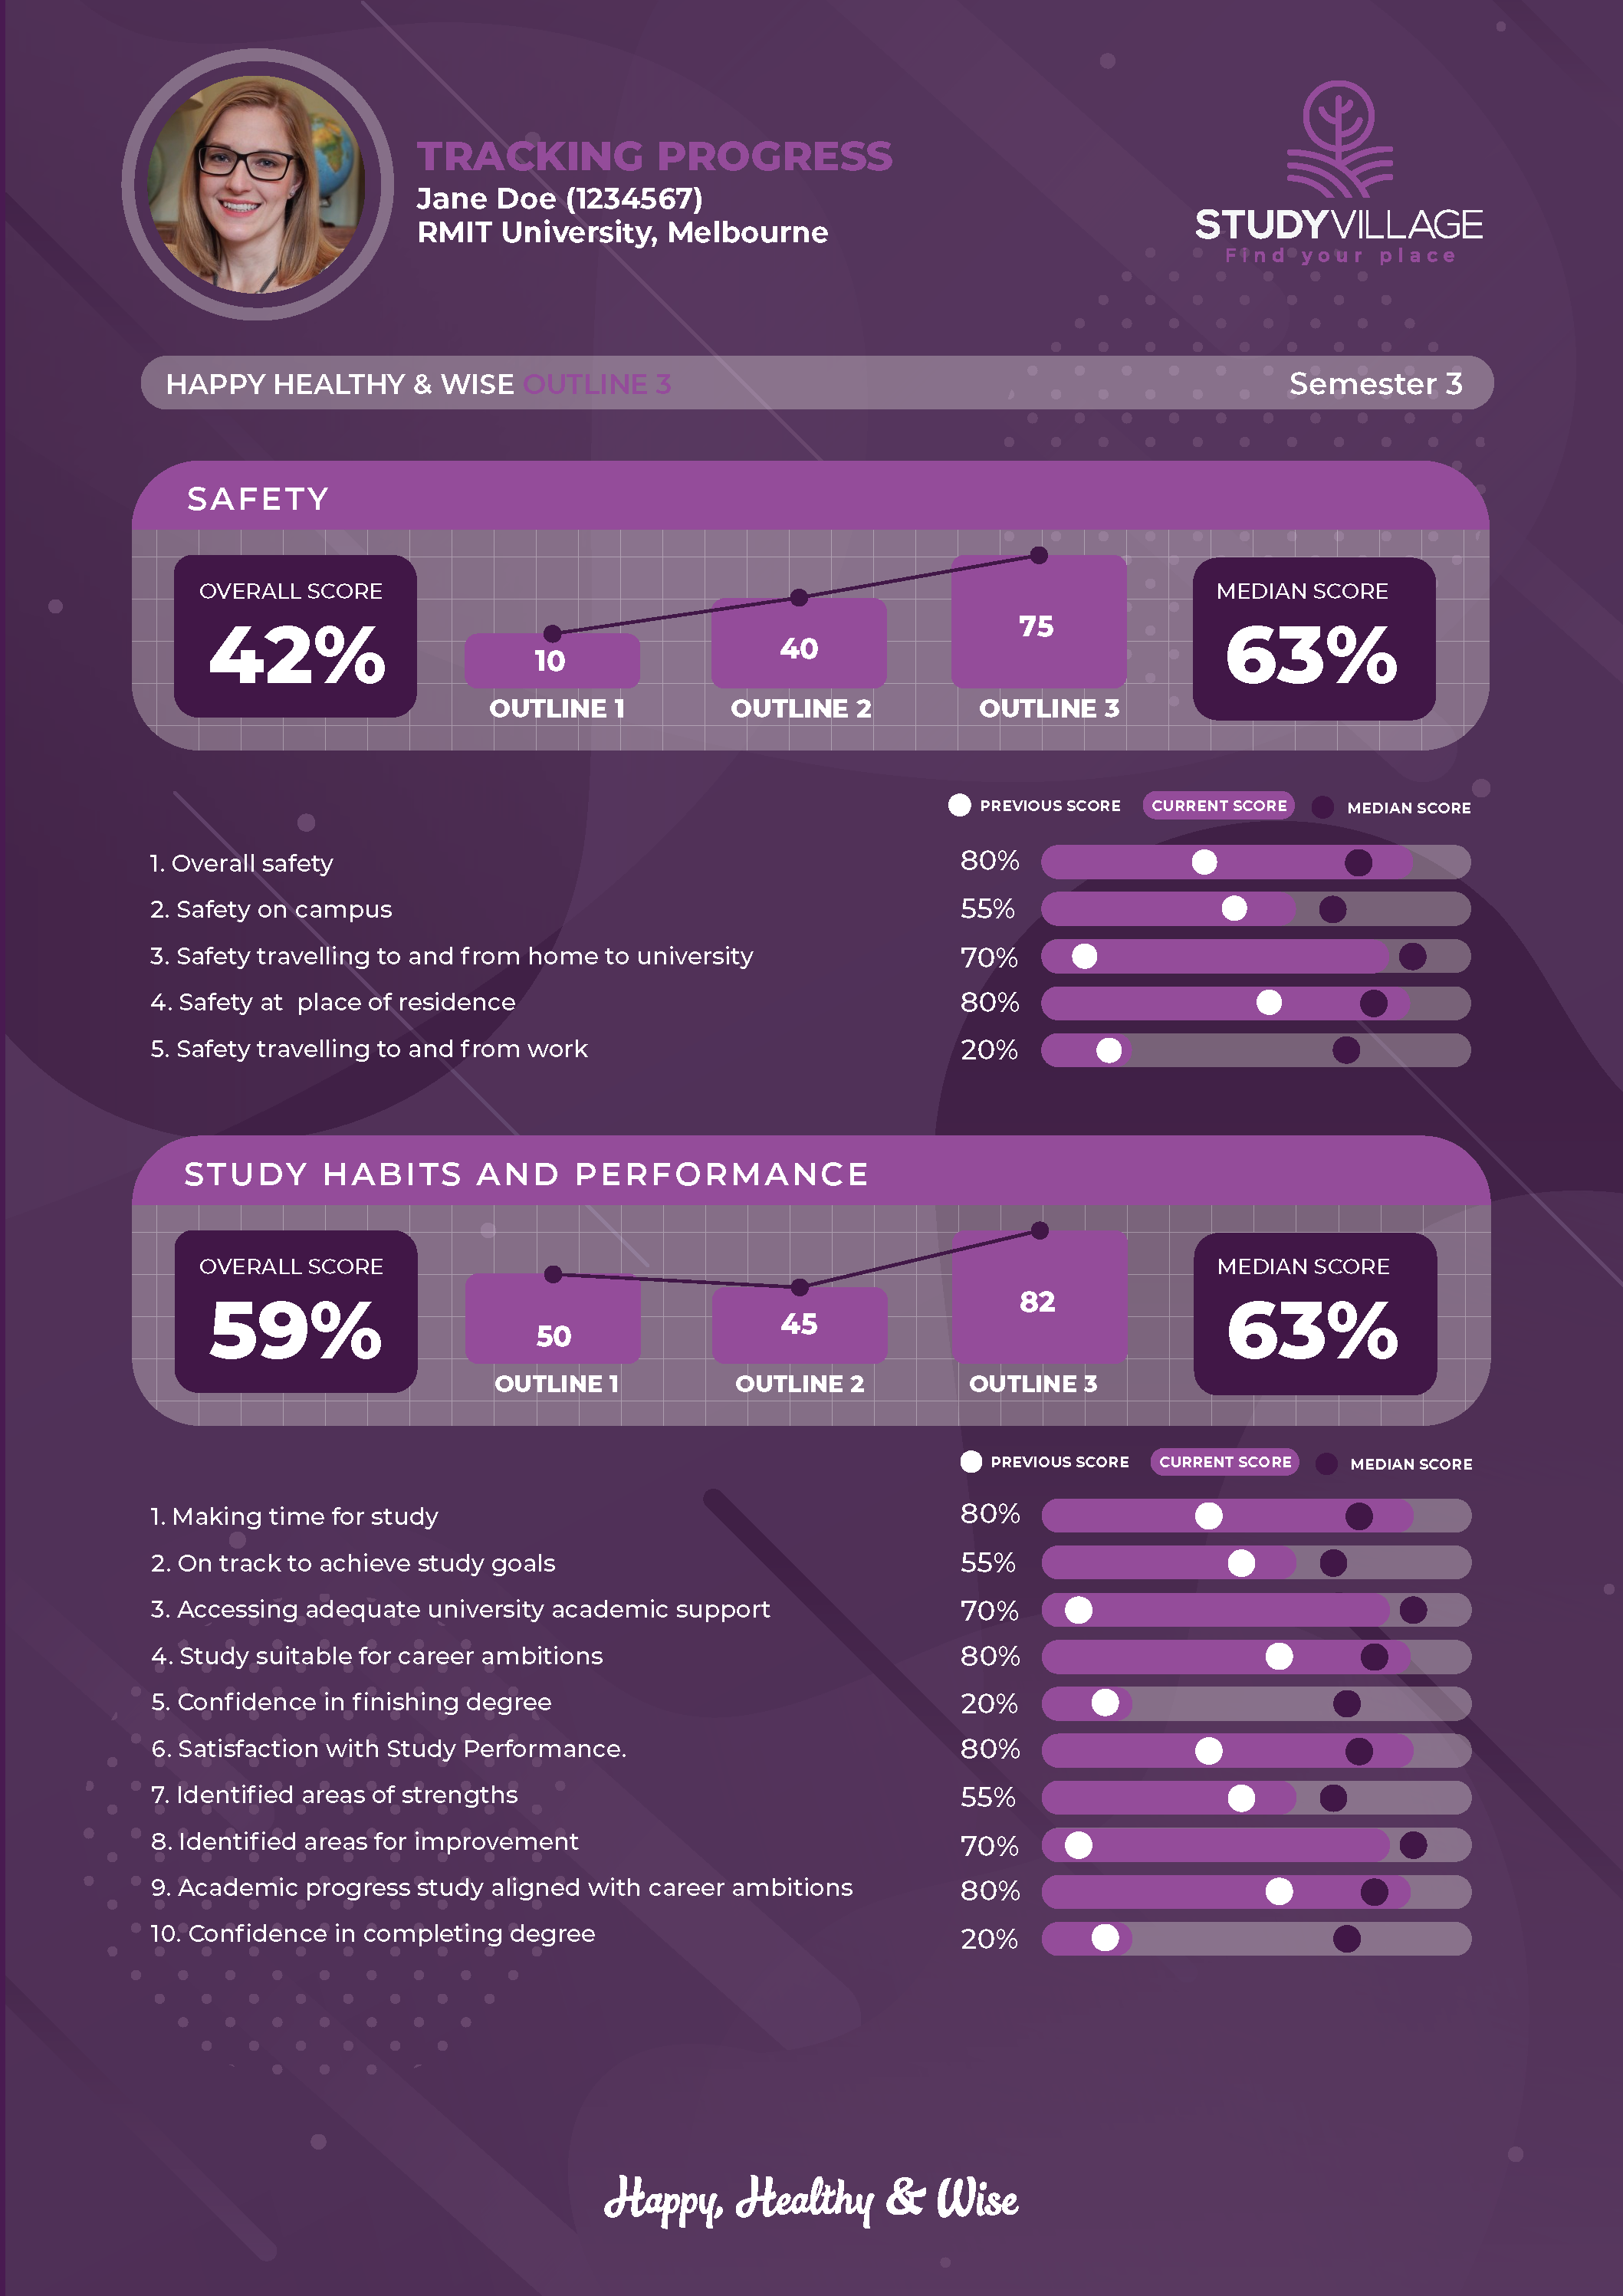 TRACKING PROGRESS
Jane Doe (1234567)
RMIT University, Melbourne
STUDYVILLAGE
Find your place
HAPPY HEALTHY & WISE OUTLINE 3
Semester 3
SAFETY
OVERALL SCORE
42%
10
OUTLINE 1
40
OUTLINE 2
75
OUTLINE 3
MEDIAN SCORE
63%
PREVIOUS SCORE CURRENT SCORE MEDIAN SCORE
1. Overall safety 80%
2. Safety on campus 55%
3. Safety travelling to and from home to university 70%
4. Safety at place of residence 80%
5. Safety travelling to and from work 20%
STUDY HABITS AND PERFORMANCE
OVERALL SCORE
59%
50
OUTLINE 1
45
OUTLINE 2
82
OUTLINE 3
MEDIAN SCORE
63%
PREVIOUS SCORE CURRENT SCORE MEDIAN SCORE
1. Making time for study 80%
2. On track to achieve study goals 55%
3. Accessing adequate university academic support 70%
4. Study suitable for career ambitions 80%
5. Confidence in finishing degree 20%
6. Satisfaction with Study Performance. 80%
7. Identified areas of strengths 55%
8. Identified areas for improvement 70%
9. Academic progress study aligned with career ambitions 80%
10. Confidence in completing degree 20%
Happy, Healthy & Wise